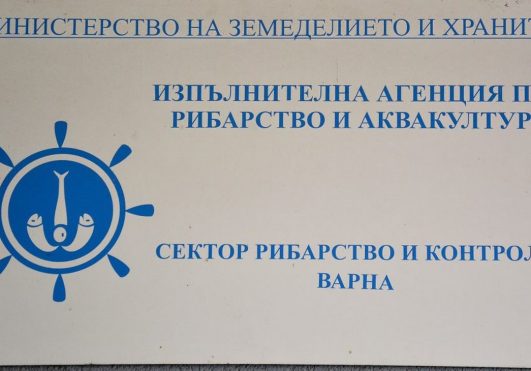 ИНИСТЕРСТВО НА ЗЕМЕДЕЛИЕТО И ХРАНИТ
ИЗПЪЛНИТЕЛНА АГЕНЦИЯ П
РИБАРСТВО И АКВАКУЛТУР
СЕКТОР РИБАРСТВО И КОНТРОЛ
ВАРНА